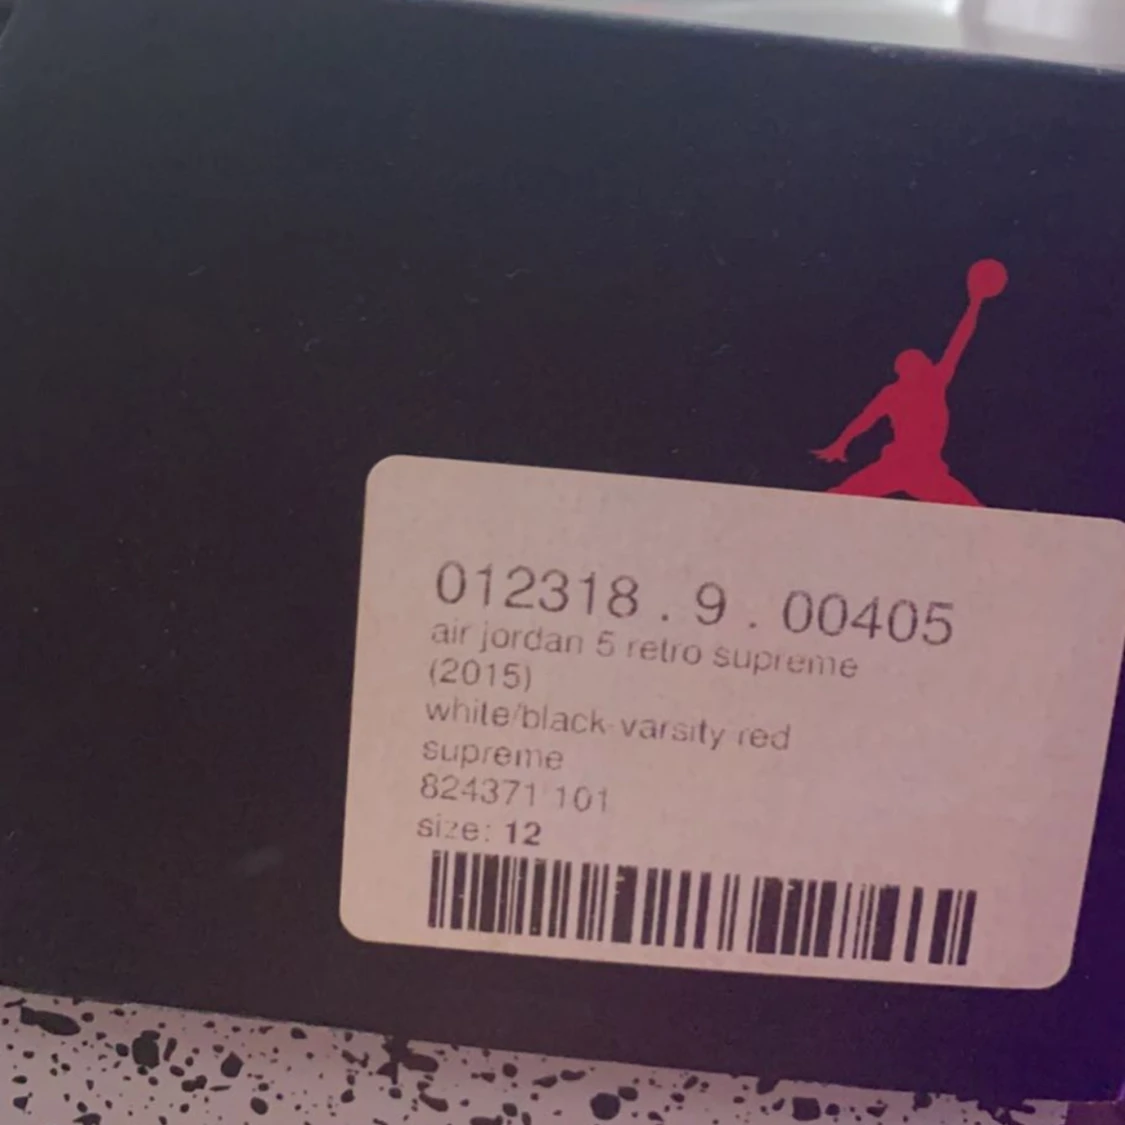 012318 . 9 . 00405
air jordan 5 retro supreme
(2015)
white/black-varsity red
supreme
824371 101
size: 12